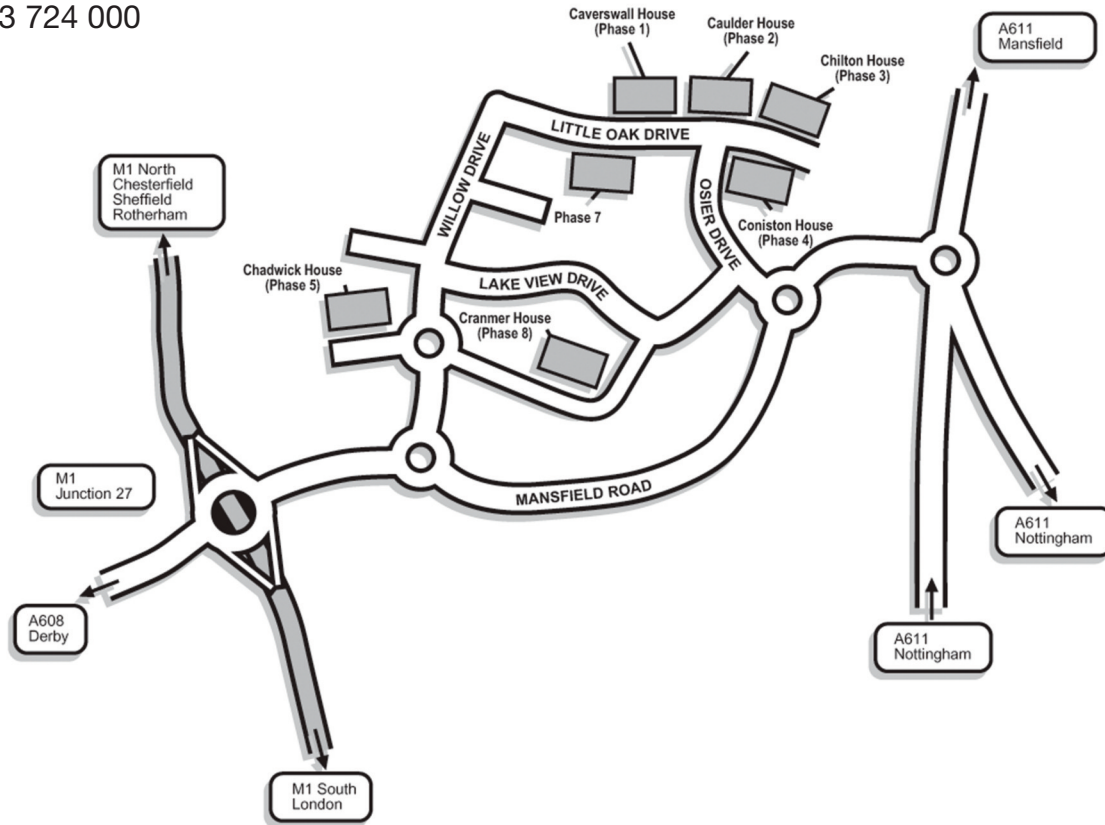 3 724 000
Caverswall House
(Phase 1)
Caulder House
(Phase 2)
Chilton House
(Phase 3)
A611
Mansfield
LITTLE OAK DRIVE
WILLOW DRIVE
M1 North
Chesterfield
Sheffield
Rotherham
Phase 7
OSIER DRIVE
Coniston House
(Phase 4)
Chadwick House
(Phase 5)
LAKE VIEW DRIVE
Cranmer House
(Phase 8)
M1
Junction 27
MANSFIELD ROAD
A611
Nottingham
A608
Derby
A611
Nottingham
M1 South
London